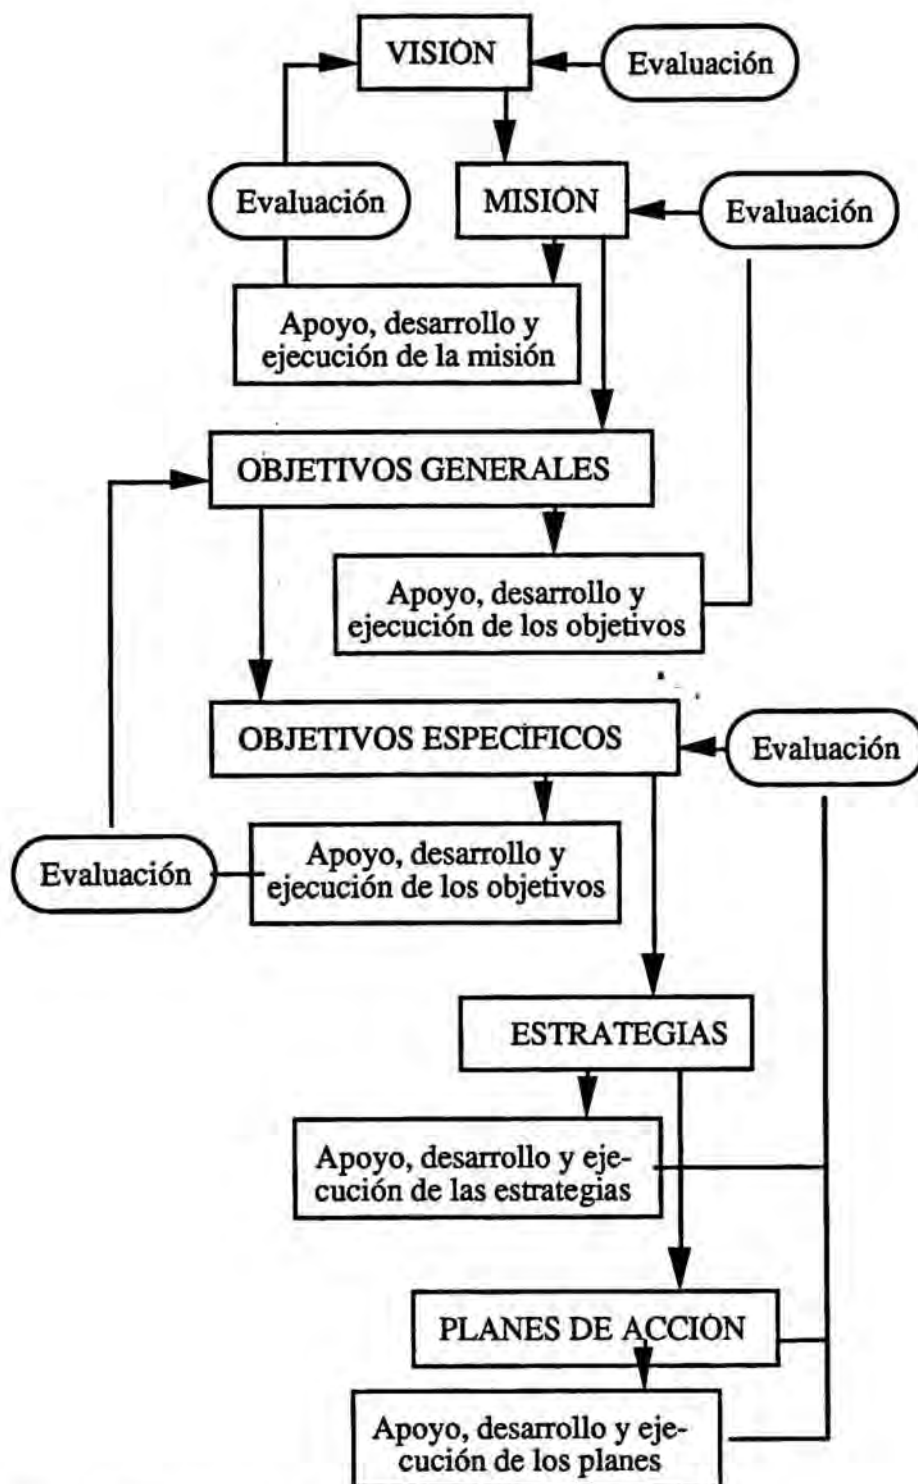 VISIÓN
Evaluación
Evaluación
MISIÓN
Evaluación
Apoyo, desarrollo y
ejecución de la misión
OBJETIVOS GENERALES
Apoyo, desarrollo y
ejecución de los objetivos
OBJETIVOS ESPECÍFICOS
Evaluación
Apoyo, desarrollo y
ejecución de los objetivos
Evaluación
ESTRATEGIAS
Apoyo, desarrollo y eje-
cución de las estrategias
PLANES DE ACCIÓN
Apoyo, desarrollo y eje-
cución de los planes